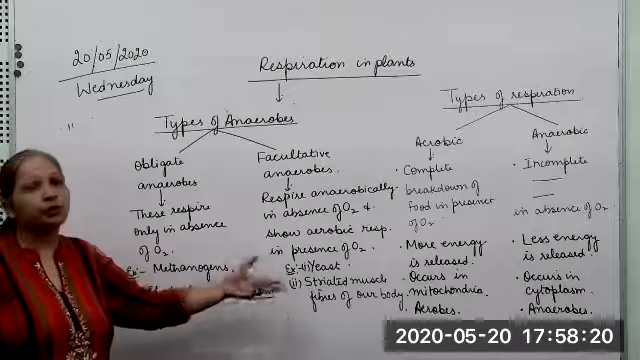 20/05/2020
Wednesday
Respiration in plants
Types of Anaerobes
Obligate
anaerobes
These respire
only in absence
of O2.
Ex:- Methanogens.
Facultative
anaerobes.
Respire anaerobically
in absence of O2 &
show aerobic resp.
in presence of O2.
Ex:-(i) Yeast.
(ii) Striated muscle
fibres of our body.
Types of respiration
Aerobic
• Complete
breakdown of
food in presence
of O2.
• More energy
is released.
• Occurs in
mitochondria.
• Aerobes.
Anaerobic
• Incomplete
in absence of O2
• Less energy
is released.
• Occurs in
cytoplasm.
• Anaerobes.
2020-05-20 17:58:20